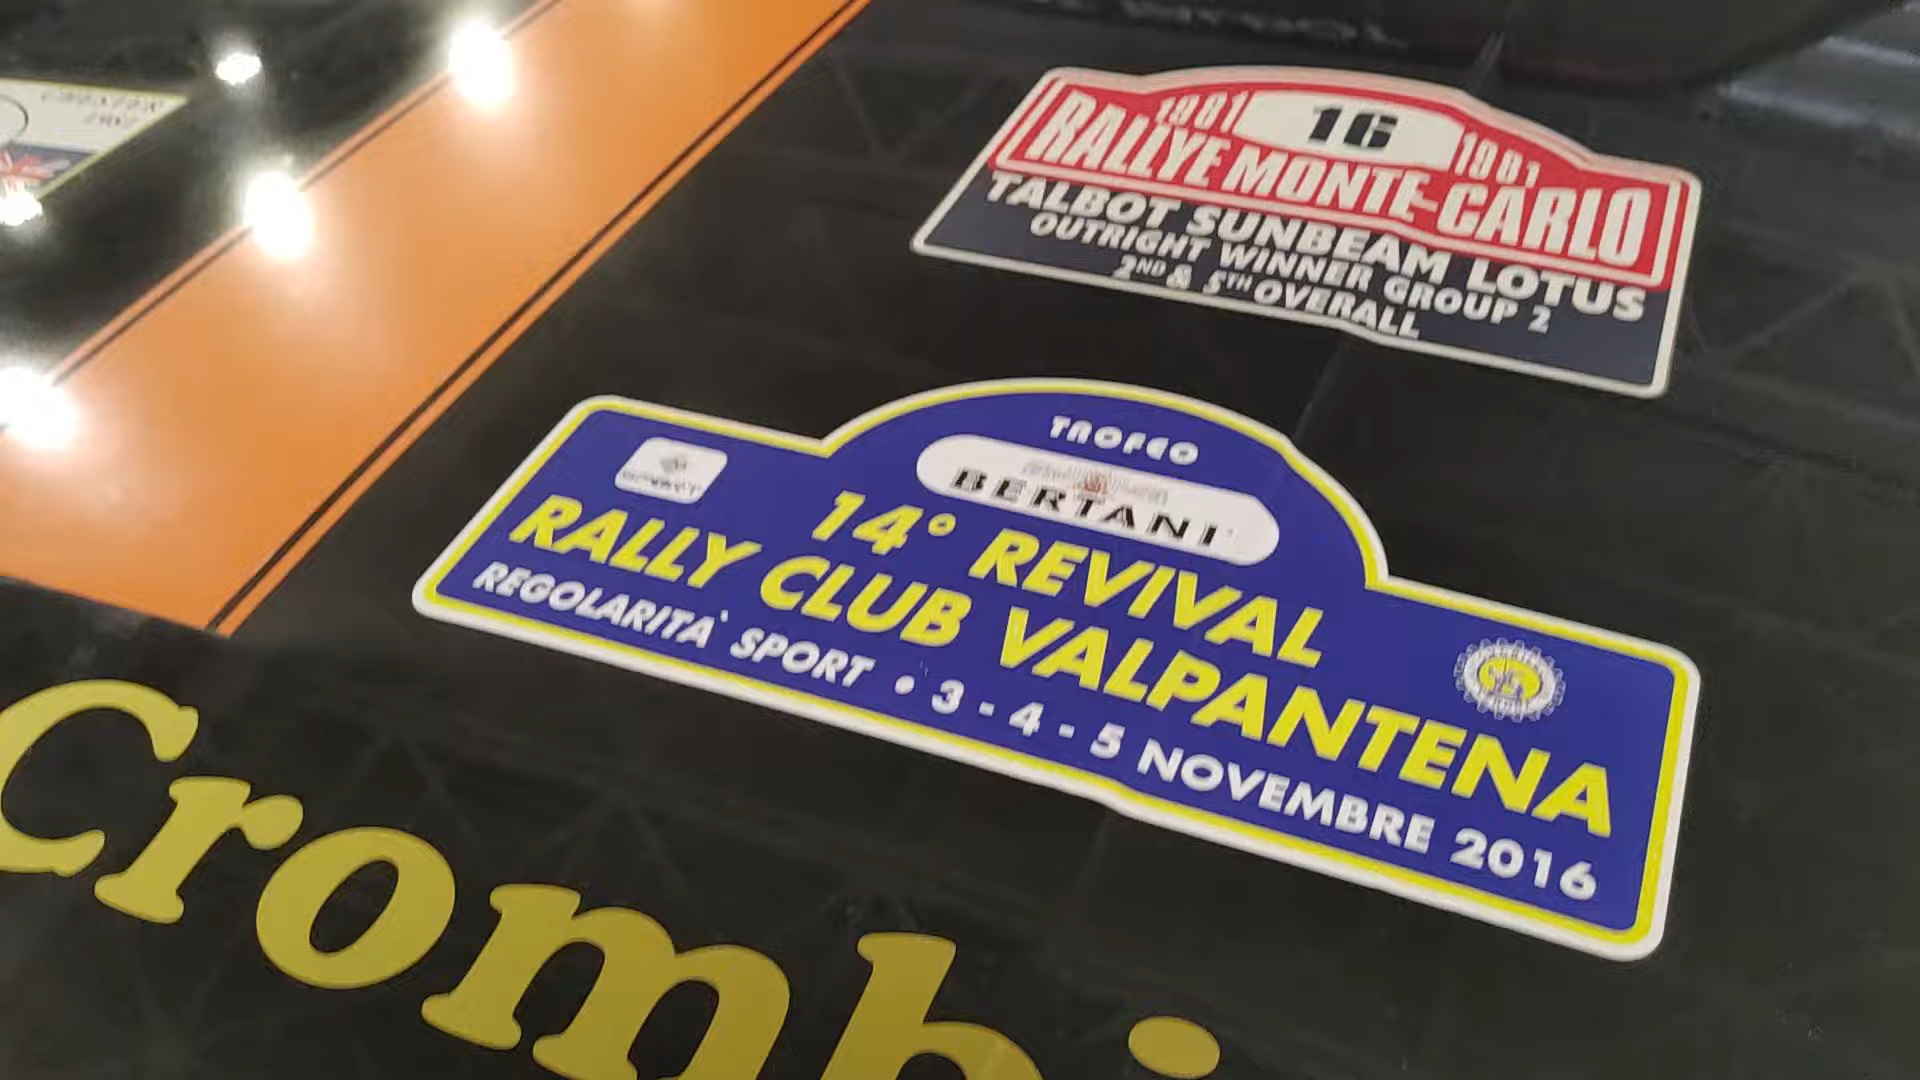 1981 16 1981
RALLYE MONTE-CARLO
TALBOT SUNBEAM LOTUS
OUTRIGHT WINNER GROUP 2
2ND & 5TH OVERALL
TROFEO
BERTANI
14° REVIVAL
RALLY CLUB VALPANTENA
REGOLARITA' SPORT • 3 - 4 - 5 NOVEMBRE 2016
Crombi